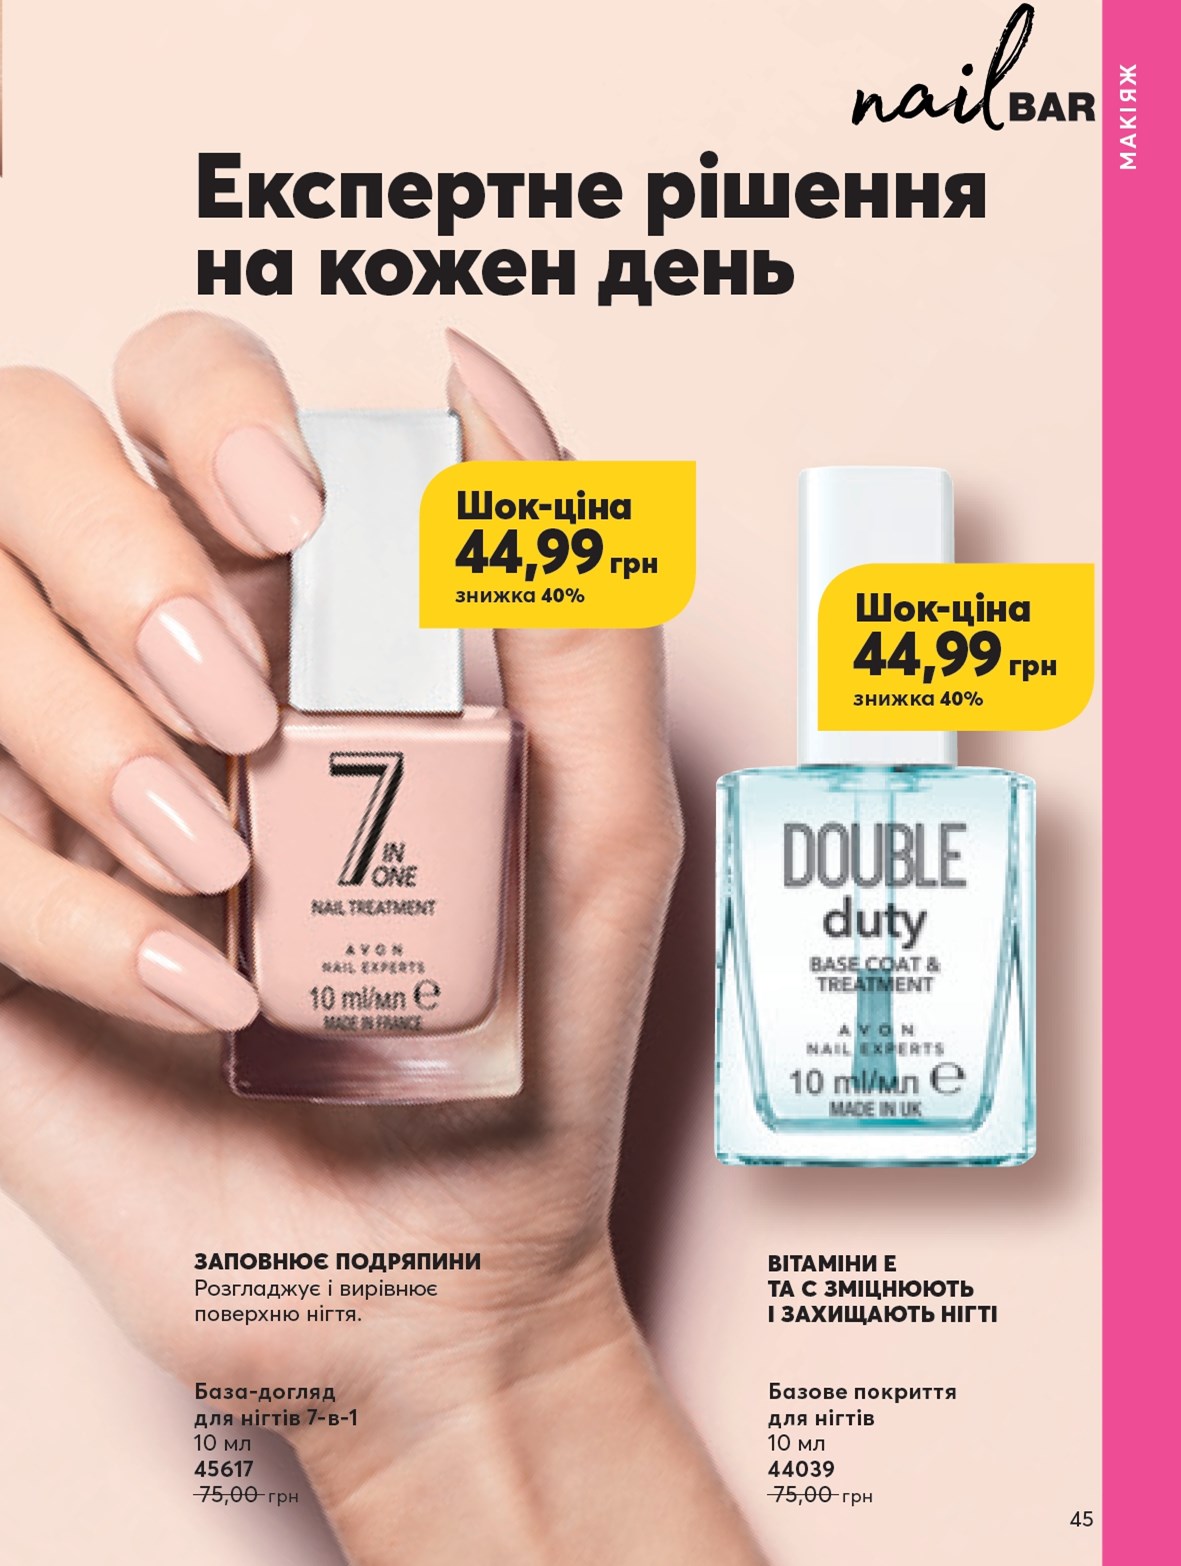 nail BAR
МАКІЯЖ
Експертне рішення
на кожен день
Шок-ціна
44,99 грн
знижка 40%
Шок-ціна
44,99 грн
знижка 40%
7
IN
ONE
NAIL TREATMENT
AVON
NAIL EXPERTS
10 ml/мл e
MADE IN FRANCE
DOUBLE
duty
BASE COAT &
TREATMENT
AVON
NAIL EXPERTS
10 ml/мл e
MADE IN UK
ЗАПОВНЮЄ ПОДРЯПИНИ
Розгладжує і вирівнює
поверхню нігтя.
База-догляд
для нігтів 7-в-1
10 мл
45617
75,00 грн
ВІТАМІНИ Е
ТА С ЗМІЦНЮЮТЬ
І ЗАХИЩАЮТЬ НІГТІ
Базове покриття
для нігтів
10 мл
44039
75,00 грн
45